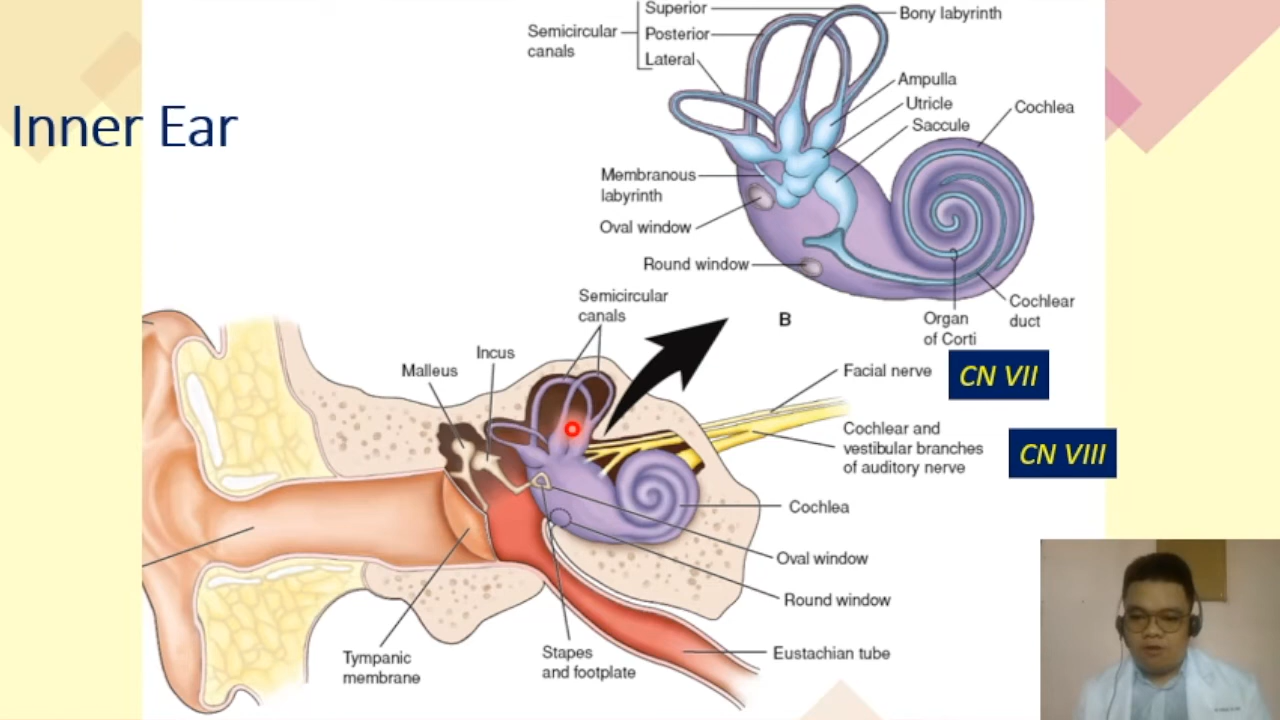 Inner Ear
Semicircular
canals
Superior
Posterior
Lateral
Bony labyrinth
Ampulla
Utricle
Saccule
Cochlea
Membranous
labyrinth
Oval window
Round window
Cochlear
duct
Organ
of Corti
B
Semicircular
canals
Incus
Malleus
Facial nerve
CN VII
Cochlear and
vestibular branches
of auditory nerve
CN VIII
Cochlea
Oval window
Round window
Eustachian tube
Stapes
and footplate
Tympanic
membrane